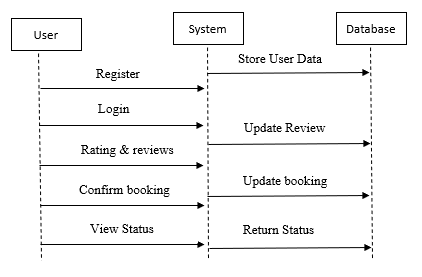 User
System
Database
Store User Data
Register
Login
Update Review
Rating & reviews
Update booking
Confirm booking
View Status
Return Status